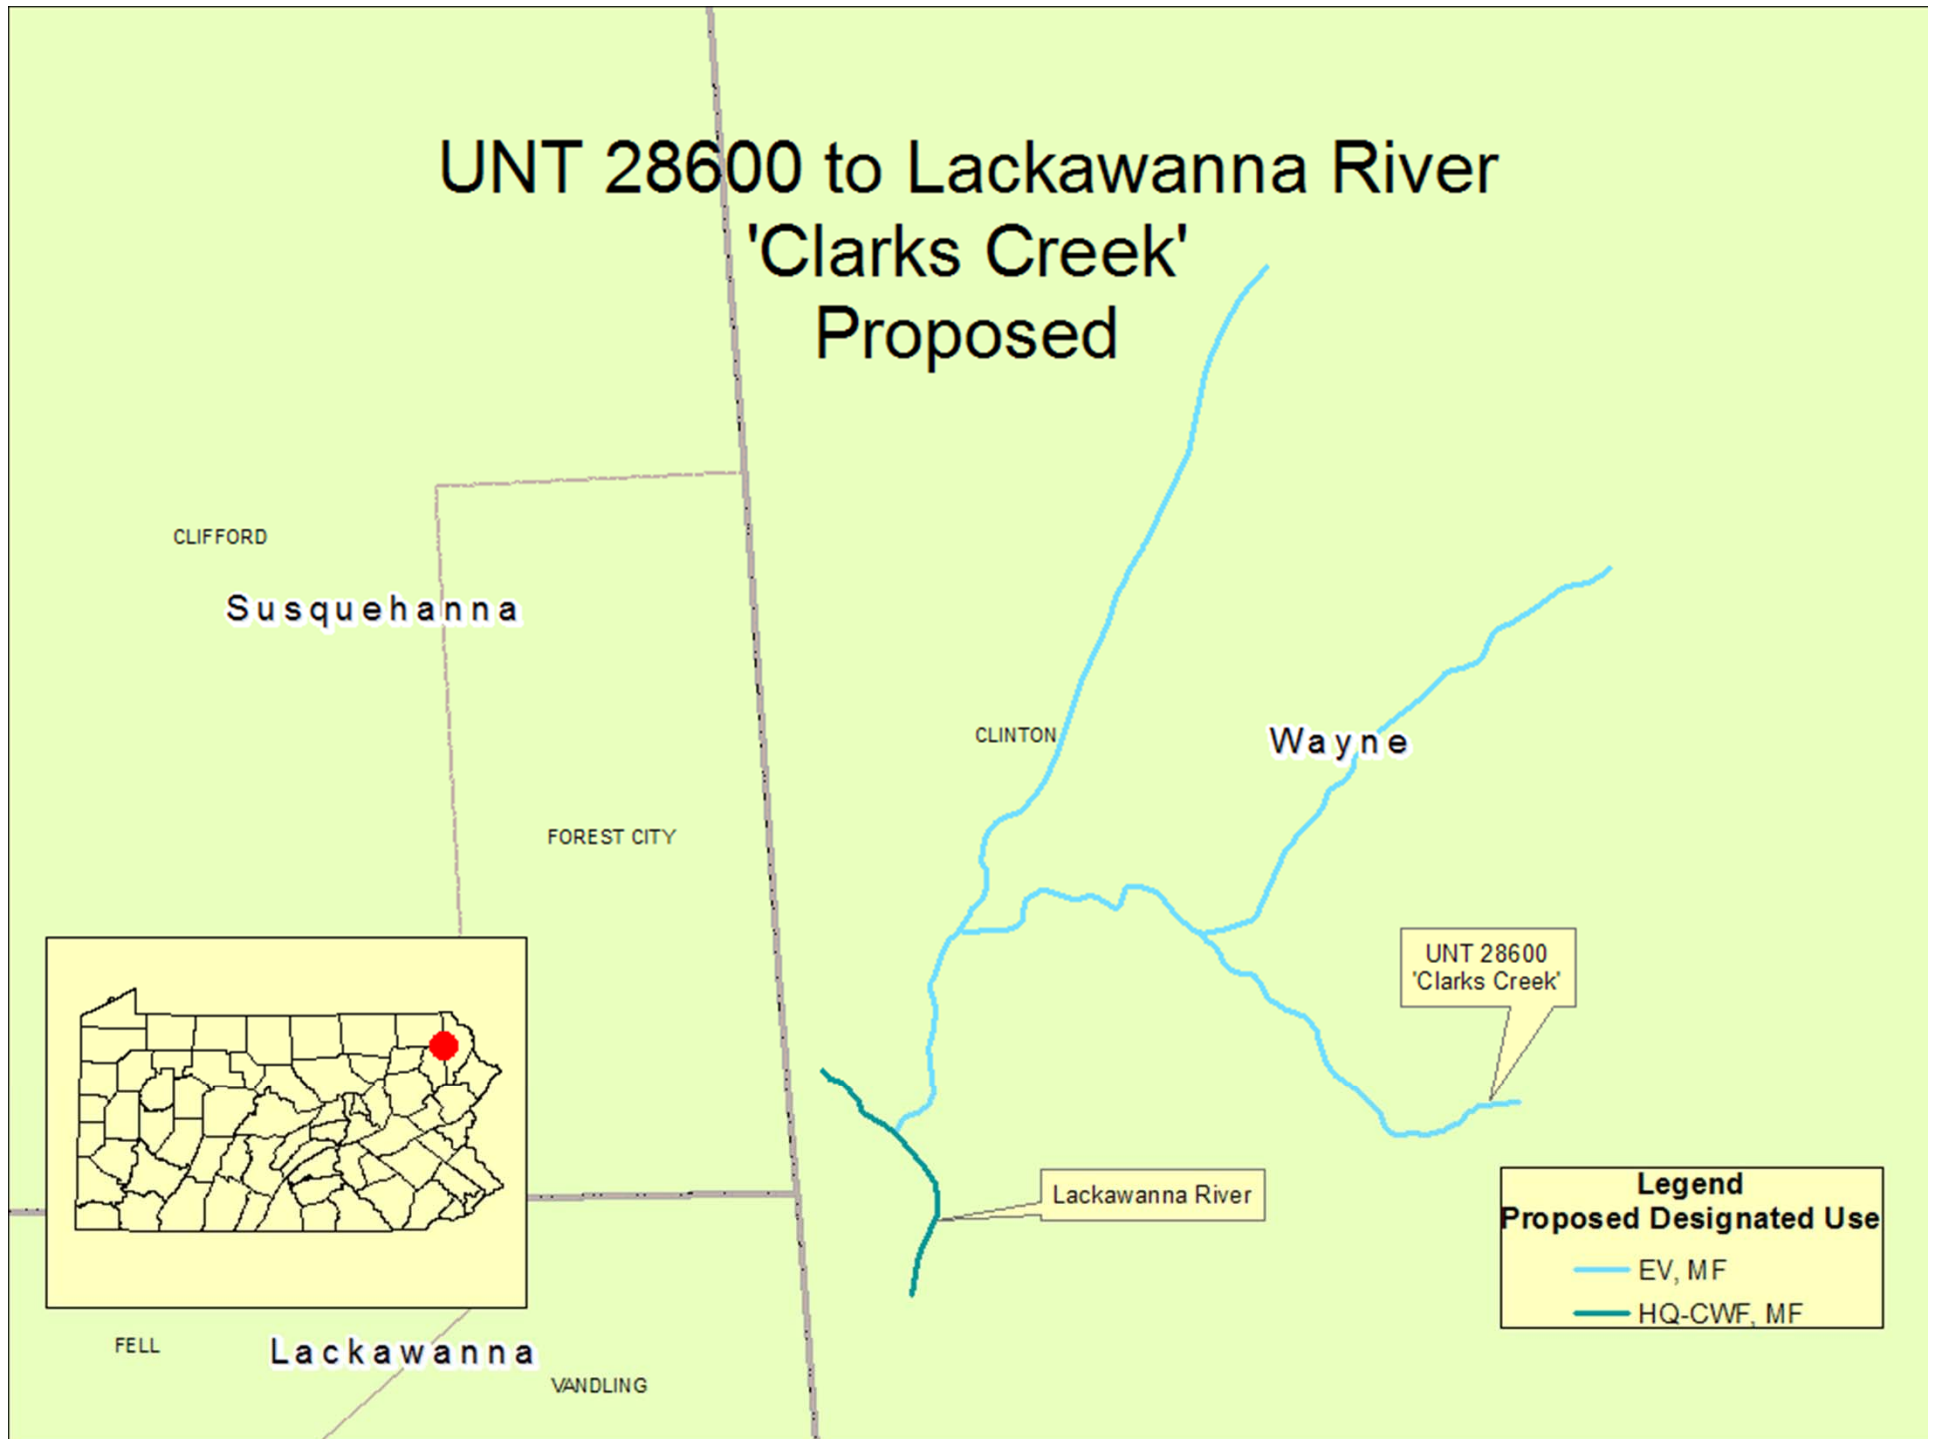 UNT 28600 to Lackawanna River
'Clarks Creek'
Proposed
CLIFFORD
Susquehanna
CLINTON
Wayne
FOREST CITY
UNT 28600
'Clarks Creek'
Lackawanna River
Legend
Proposed Designated Use
EV, MF
HQ-CWF, MF
FELL
Lackawanna
VANDLING